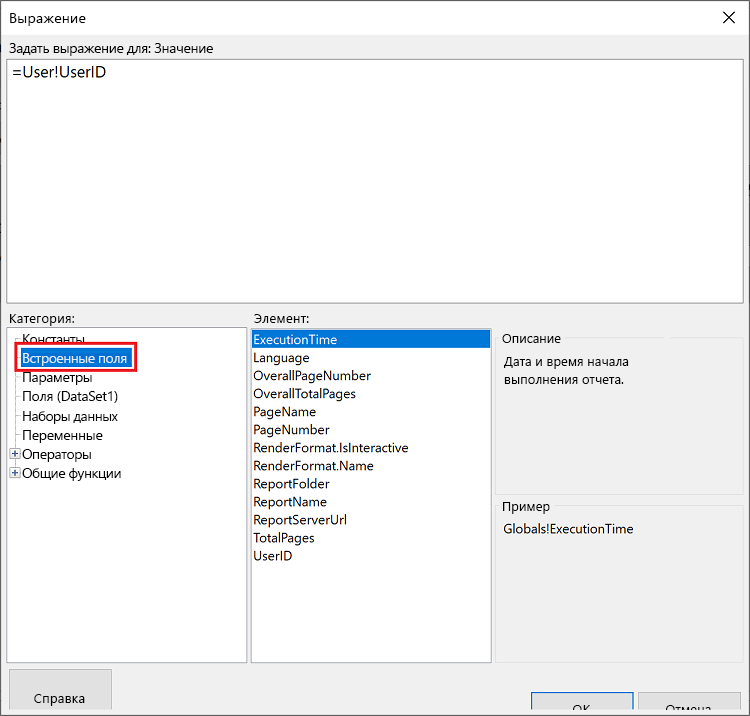 Выражение
Задать выражение для: Значение
=User!UserID
Категория:
Константы
Встроенные поля
Параметры
Поля (DataSet1)
Наборы данных
Переменные
Операторы
Общие функции
Элемент:
ExecutionTime
Language
OverallPageNumber
OverallTotalPages
PageName
PageNumber
RenderFormat.IsInteractive
RenderFormat.Name
ReportFolder
ReportName
ReportServerUrl
TotalPages
UserID
Описание
Дата и время начала
выполнения отчета.
Пример
Globals!ExecutionTime
Справка
OK
Отмена